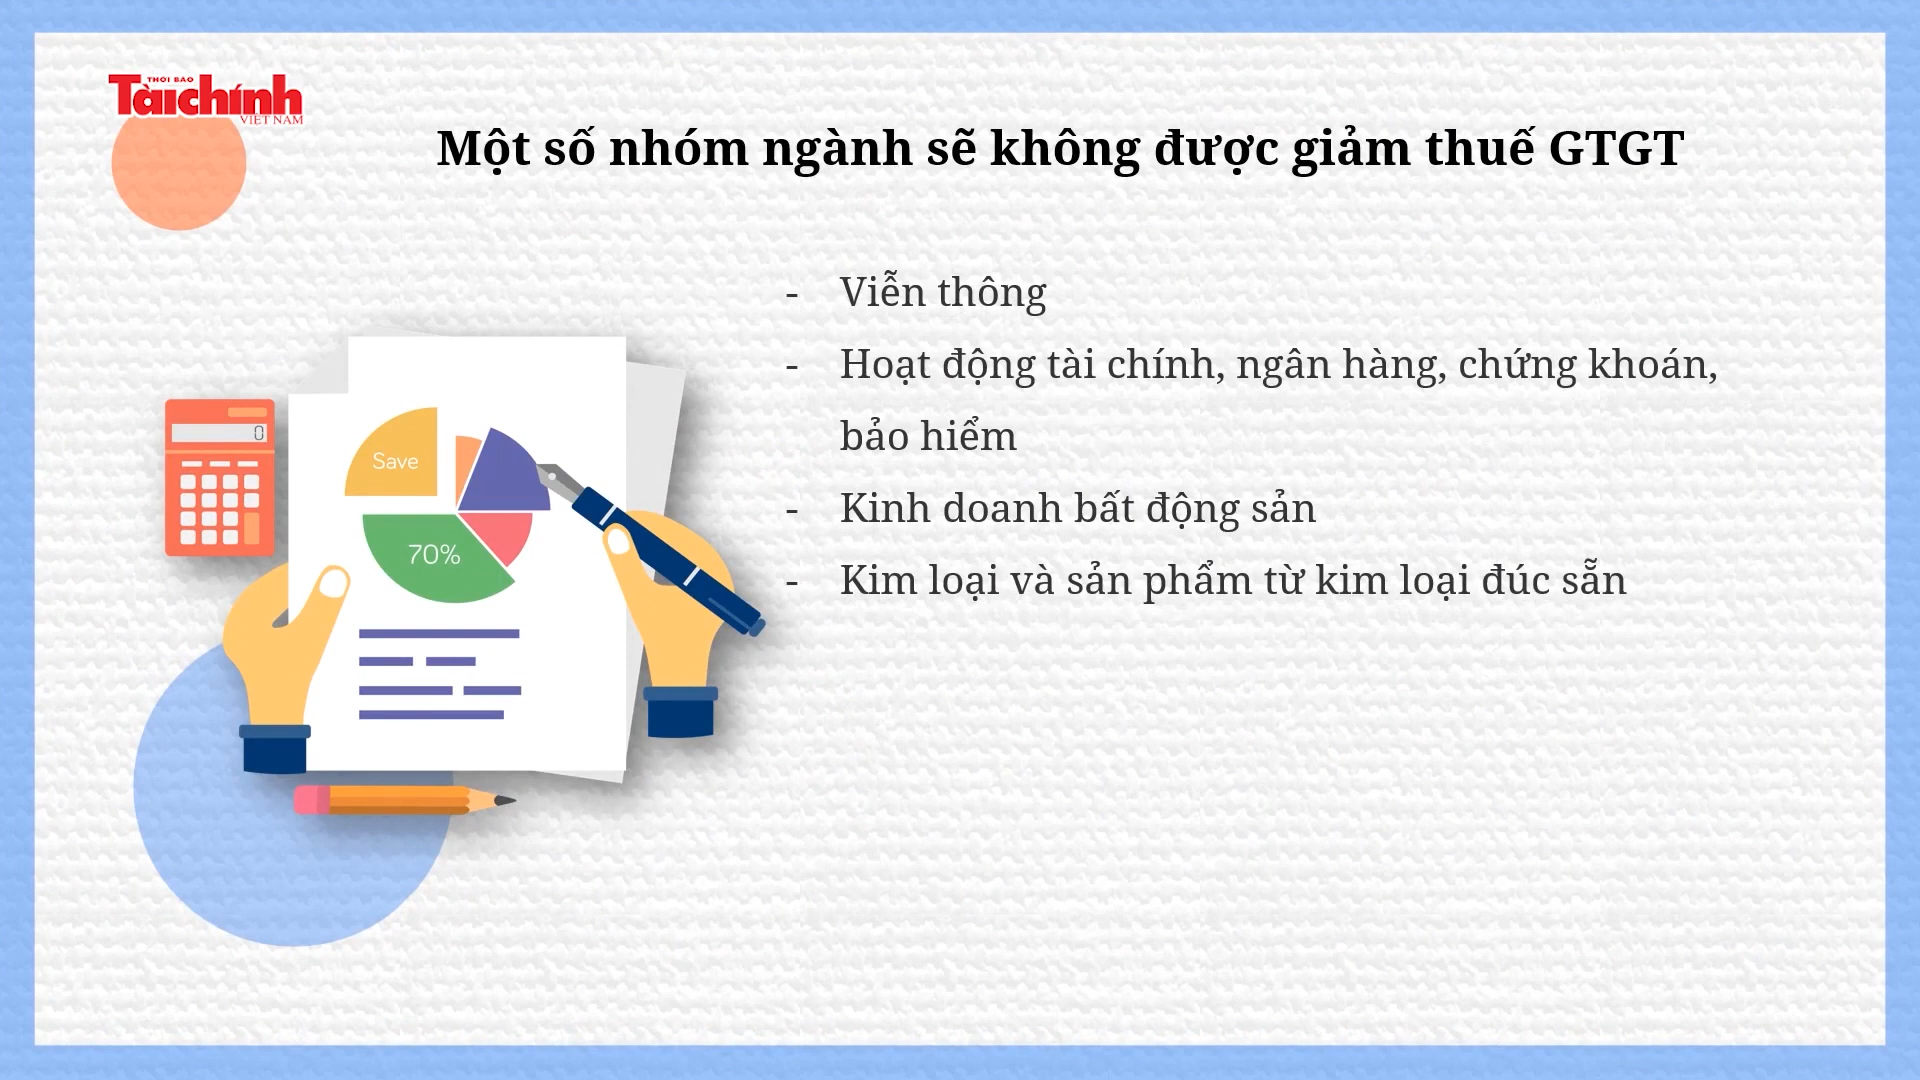 THỜI BÁO
Tàichính
VIỆT NAM
Một số nhóm ngành sẽ không được giảm thuế GTGT
- Viễn thông
- Hoạt động tài chính, ngân hàng, chứng khoán,
bảo hiểm
- Kinh doanh bất động sản
- Kim loại và sản phẩm từ kim loại đúc sẵn
0
Save
70%